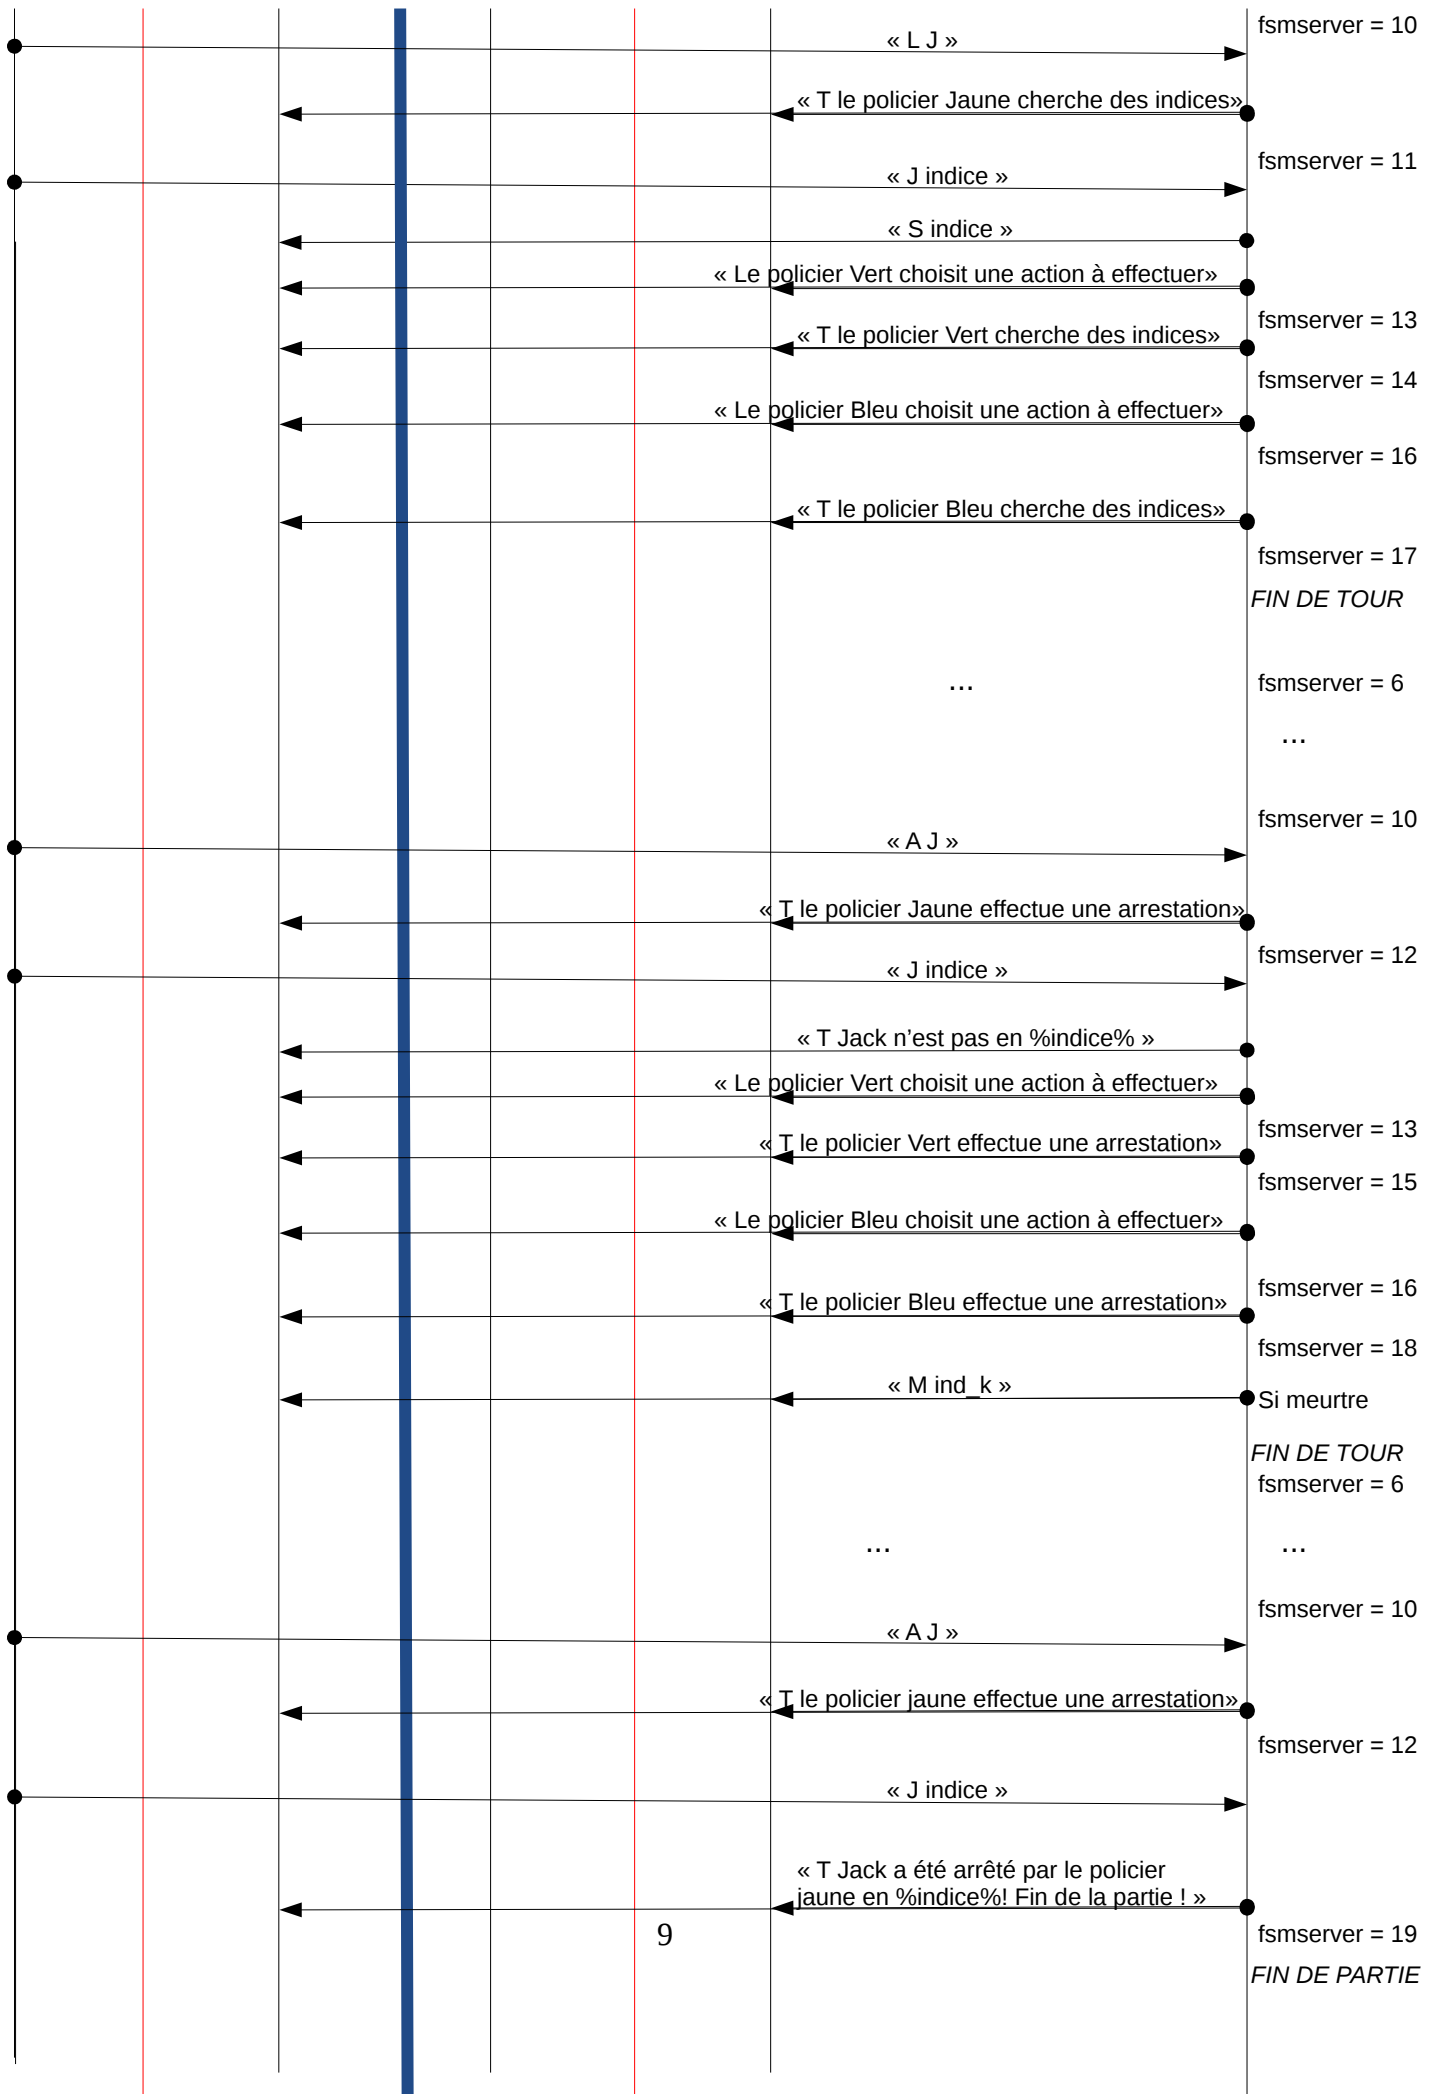 fsmserver = 10
« L J »
« T le policier Jaune cherche des indices»
fsmserver = 11
« J indice »
« S indice »
« Le policier Vert choisit une action à effectuer»
fsmserver = 13
« T le policier Vert cherche des indices»
fsmserver = 14
« Le policier Bleu choisit une action à effectuer»
fsmserver = 16
« T le policier Bleu cherche des indices»
fsmserver = 17
FIN DE TOUR
... fsmserver = 6
...
fsmserver = 10
« A J »
« T le policier Jaune effectue une arrestation»
fsmserver = 12
« J indice »
« T Jack n’est pas en %indice% »
« Le policier Vert choisit une action à effectuer»
fsmserver = 13
« T le policier Vert effectue une arrestation»
fsmserver = 15
« Le policier Bleu choisit une action à effectuer»
fsmserver = 16
« T le policier Bleu effectue une arrestation»
fsmserver = 18
« M ind_k »
Si meurtre
FIN DE TOUR
fsmserver = 6
... ...
fsmserver = 10
« A J »
« T le policier jaune effectue une arrestation»
fsmserver = 12
« J indice »
« T Jack a été arrêté par le policier
jaune en %indice%! Fin de la partie ! »
9
fsmserver = 19
FIN DE PARTIE